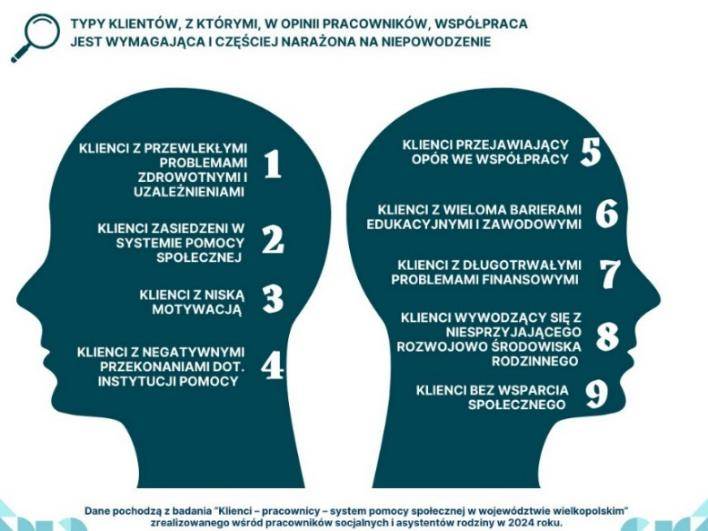 TYPY KLIENTÓW, Z KTÓRYMI, W OPINII PRACOWNIKÓW, WSPÓŁPRACA
JEST WYMAGAJĄCA I CZĘŚCIEJ NARAŻONA NA NIEPOWODZENIE
KLIENCI Z PRZEWLEKŁYMI
PROBLEMAMI
ZDROWOTNYMI I
UZALEŻNIENIAMI
1
KLIENCI ZASIEDZENI W
SYSTEMIE POMOCY
SPOŁECZNEJ
2
KLIENCI Z NISKĄ
MOTYWACJĄ
3
KLIENCI Z NEGATYWNYMI
PRZEKONANIAMI DOT.
INSTYTUCJI POMOCY
4
KLIENCI PRZEJAWIAJĄCY
OPÓR WE WSPÓŁPRACY
5
KLIENCI Z WIELOMA BARIERAMI
EDUKACYJNYMI I ZAWODOWYMI
6
KLIENCI Z DŁUGOTRWAŁYMI
PROBLEMAMI FINANSOWYMI
7
KLIENCI WYWODZĄCY SIĘ Z
NIESPRZYJAJĄCEGO
ROZWOJOWO ŚRODOWISKA
RODZINNEGO
8
KLIENCI BEZ WSPARCIA
SPOŁECZNEGO
9
Dane pochodzą z badania "Klienci – pracownicy – system pomocy społecznej w województwie wielkopolskim"
zrealizowanego wśród pracowników socjalnych i asystentów rodziny w 2024 roku.